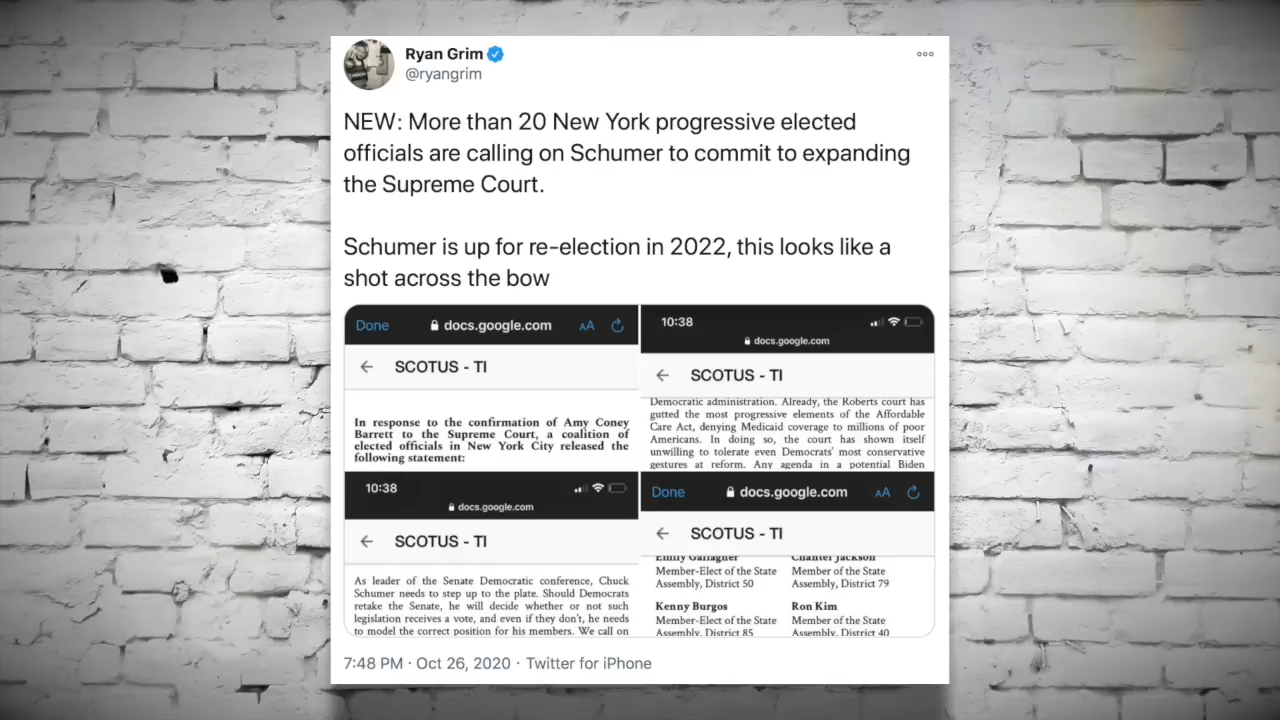 Ryan Grim
@ryangrim
NEW: More than 20 New York progressive elected
officials are calling on Schumer to commit to expanding
the Supreme Court.
Schumer is up for re-election in 2022, this looks like a
shot across the bow
Done docs.google.com AA
SCOTUS - TI
In response to the confirmation of Amy Coney
Barrett to the Supreme Court, a coalition of
elected officials in New York City released the
following statement:
10:38
docs.google.com
SCOTUS - TI
Democratic administration. Already, the Roberts court has
gutted the most progressive elements of the Affordable
Care Act, denying Medicaid coverage to millions of poor
Americans. In doing so, the court has shown itself
unwilling to tolerate even Democrats' most conservative
gestures at reform. Any agenda in a potential Biden
10:38
docs.google.com
SCOTUS - TI
As leader of the Senate Democratic conference, Chuck
Schumer needs to step up to the plate. Should Democrats
retake the Senate, he will decide whether or not such
legislation receives a vote, and even if they don't, he needs
to model the correct position for his members. We call on
Done docs.google.com AA
SCOTUS - TI
Emily Gallagher Chantel Jackson
Member-Elect of the State Member of the State
Assembly, District 50 Assembly, District 79
Kenny Burgos Ron Kim
Member-Elect of the State Member of the State
Assembly, District 85 Assembly, District 40
7:48 PM · Oct 26, 2020 · Twitter for iPhone